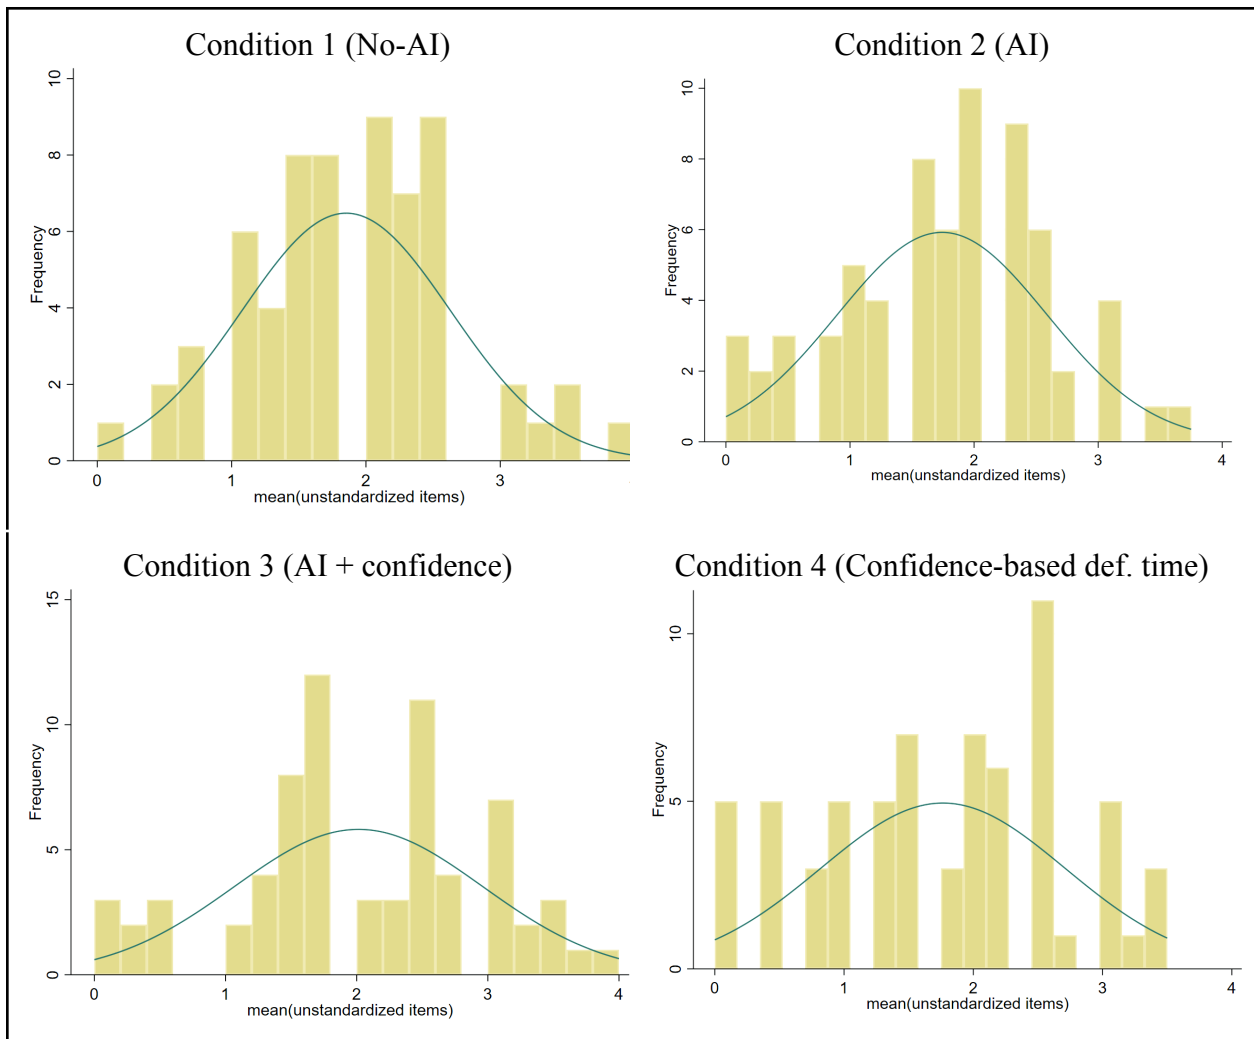 Condition 1 (No-AI)
10
8
6
4
2
0
Frequency
0 1 2 3
mean(unstandardized items)
Condition 2 (AI)
10
8
6
4
2
0
Frequency
0 1 2 3 4
mean(unstandardized items)
Condition 3 (AI + confidence)
15
10
5
0
Frequency
0 1 2 3 4
mean(unstandardized items)
Condition 4 (Confidence-based def. time)
10
5
0
Frequency
0 1 2 3 4
mean(unstandardized items)